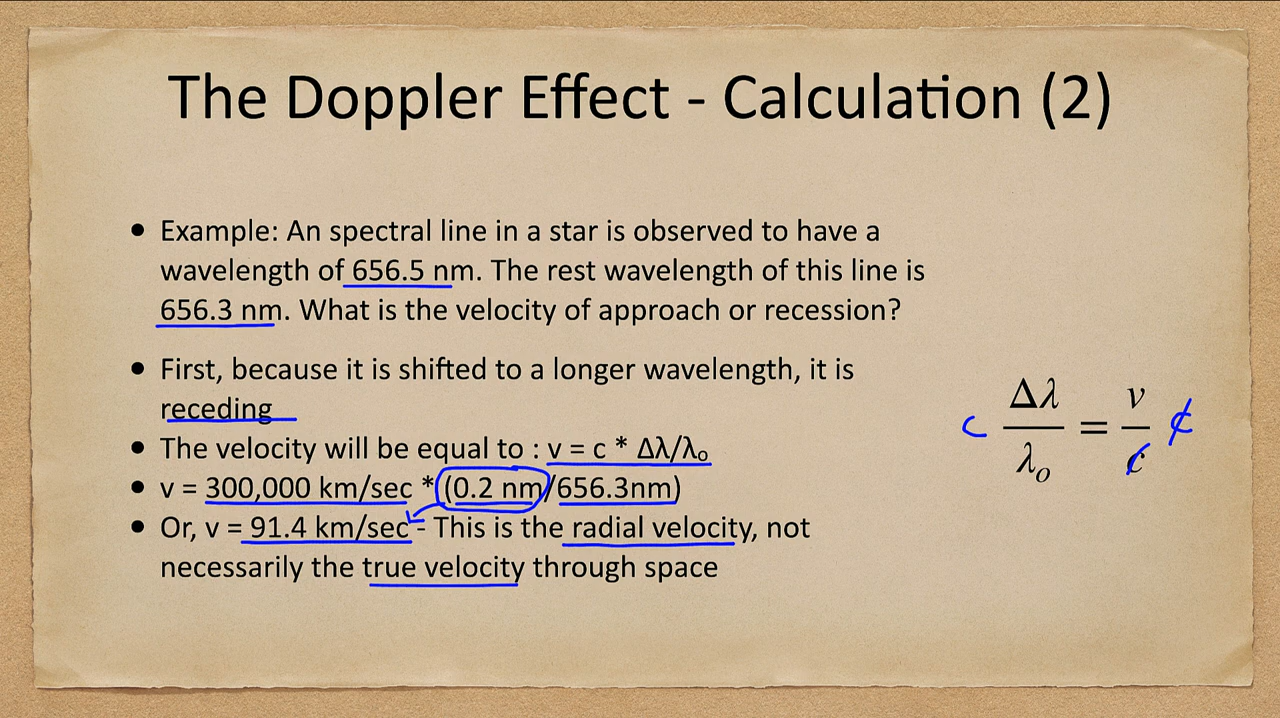 The Doppler Effect - Calculation (2)
• Example: An spectral line in a star is observed to have a
wavelength of 656.5 nm. The rest wavelength of this line is
656.3 nm. What is the velocity of approach or recession?
• First, because it is shifted to a longer wavelength, it is
receding
• The velocity will be equal to : v = c * Δλ/λₒ
• v = 300,000 km/sec * (0.2 nm/656.3nm)
• Or, v = 91.4 km/sec - This is the radial velocity, not
necessarily the true velocity through space
c Δλ/λₒ = v/c c